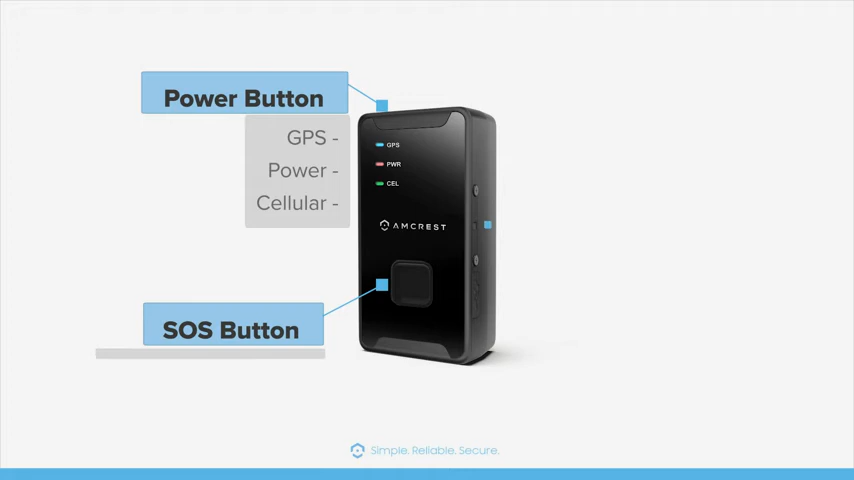 Power Button
GPS -
Power -
Cellular -
GPS
PWR
CEL
AMCREST
SOS Button
Simple. Reliable. Secure.